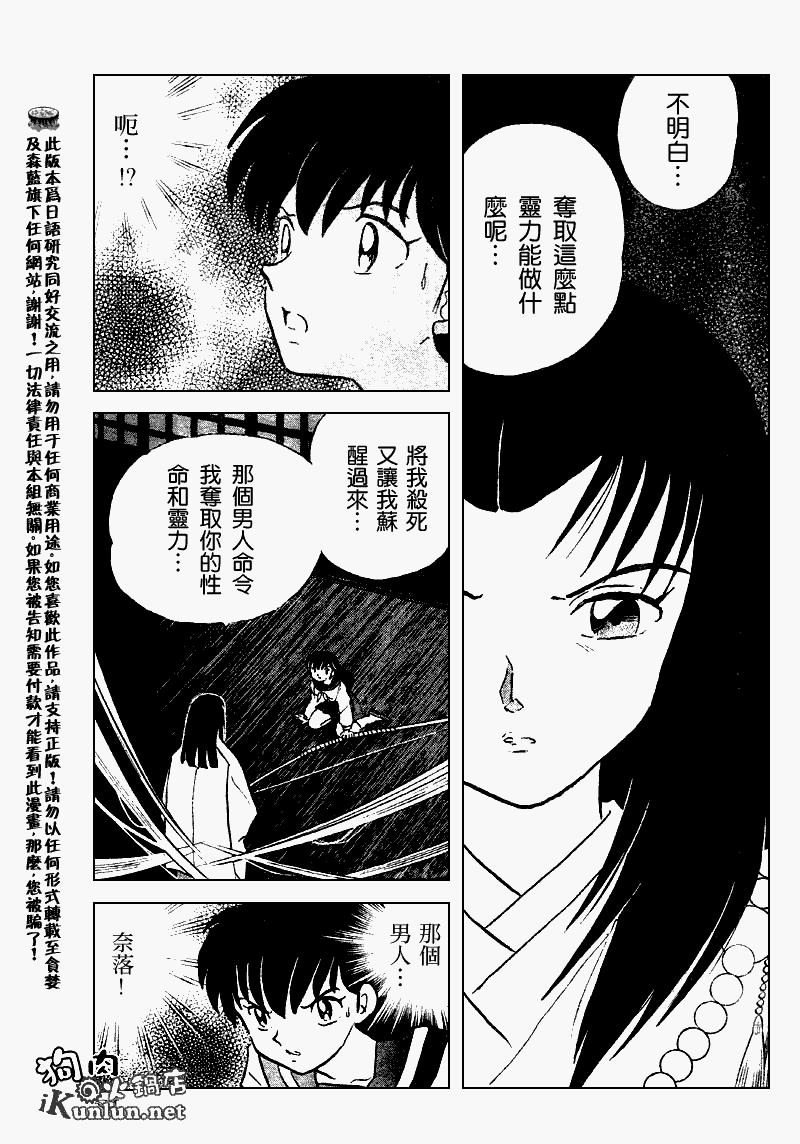 不明白…
奪取這麼點
靈力能做什
麼呢…
呃…!?
將我殺死
又讓我蘇
醒過來…
那個男人命令
我奪取你的性
命和靈力…
那個
男人…
奈落！
此版本爲日語研究同好交流之用，請勿用于任何商業用途。如您喜歡此作品，請支持正版！請勿以任何形式轉載至貪婪
及森藍旗下任何網站，謝謝！一切法律責任與本組無關。如果您被告知需要付款才能看到此漫畫，那麼，您被騙了！
狗肉
火鍋店
iKunlun.net